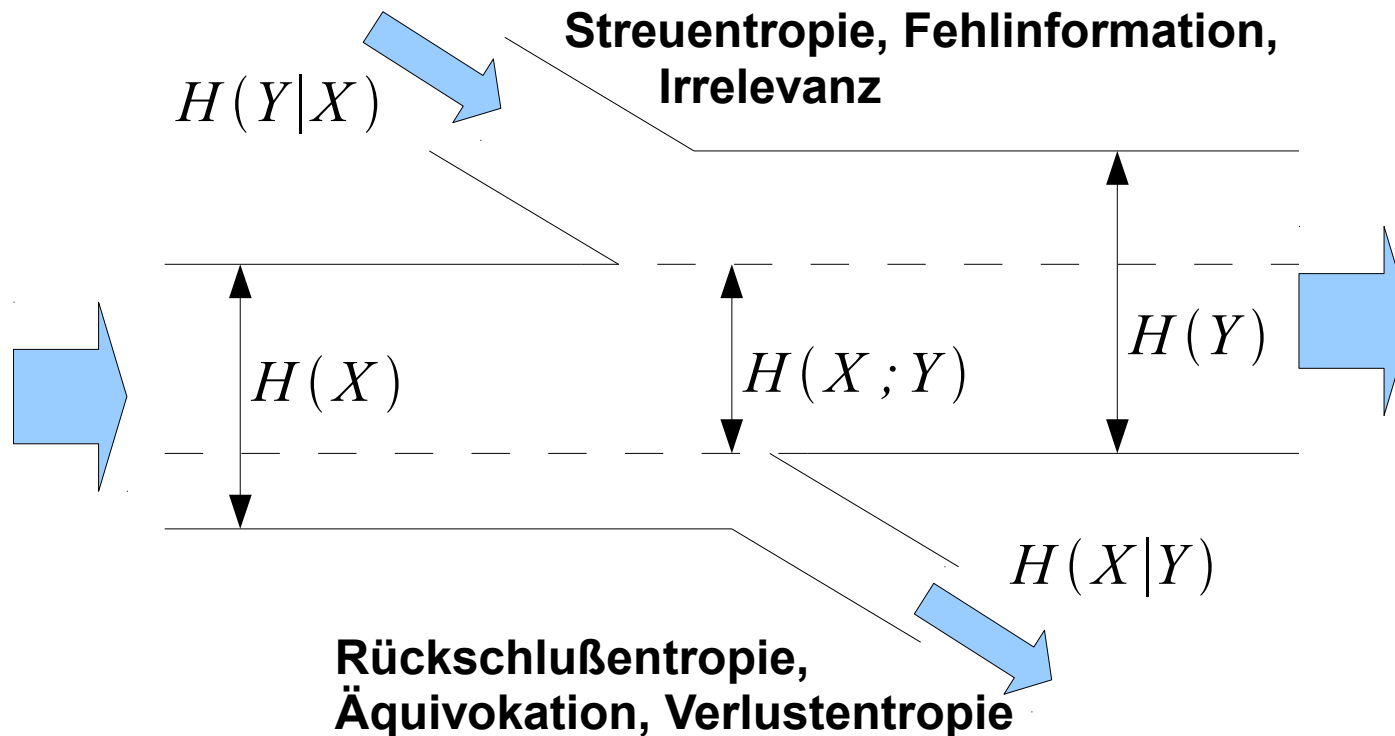 Streuentropie, Fehlinformation,
Irrelevanz
H(Y|X)
H(X)
H(X;Y)
H(Y)
H(X|Y)
Rückschlußentropie,
Äquivokation, Verlustentropie